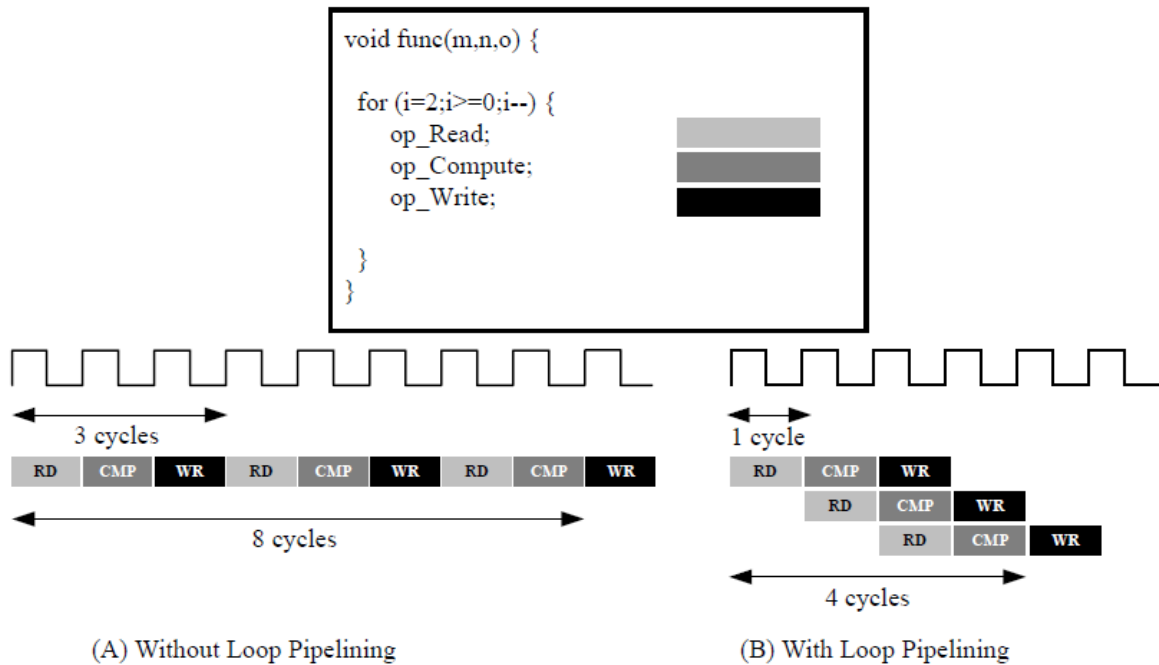 void func(m,n,o) {
for (i=2;i>=0;i--) {
op_Read;
op_Compute;
op_Write;
}
}
3 cycles
RD CMP WR RD CMP WR RD CMP WR
8 cycles
(A) Without Loop Pipelining
1 cycle
RD CMP WR
RD CMP WR
RD CMP WR
4 cycles
(B) With Loop Pipelining